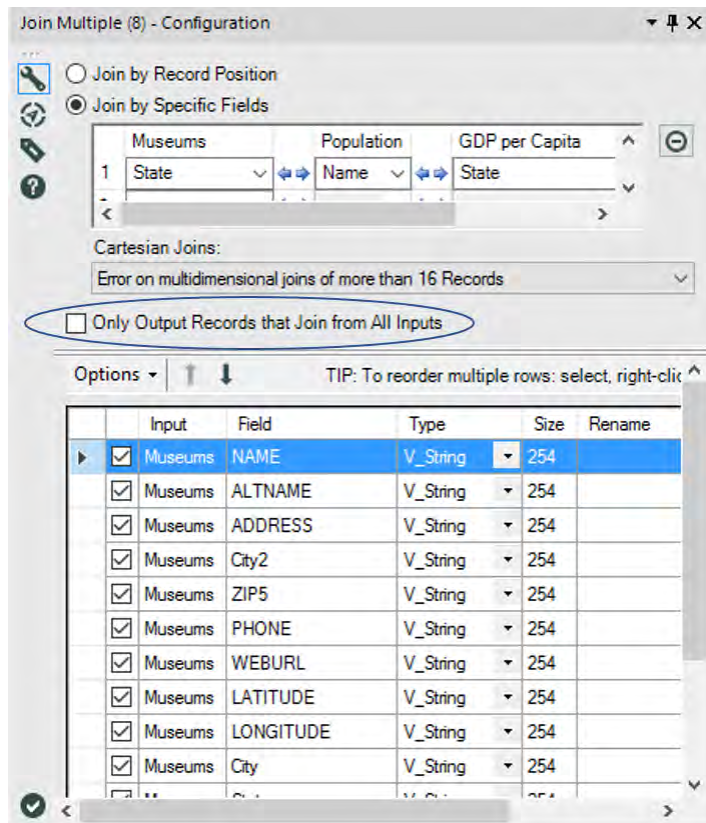 Join Multiple (8) - Configuration
Join by Record Position
Join by Specific Fields
Museums Population GDP per Capita
1 State Name State
Cartesian Joins:
Error on multidimensional joins of more than 16 Records
Only Output Records that Join from All Inputs
Options TIP: To reorder multiple rows: select, right-clic
Input Field Type Size Rename
Museums NAME V_String 254
Museums ALTNAME V_String 254
Museums ADDRESS V_String 254
Museums City2 V_String 254
Museums ZIP5 V_String 254
Museums PHONE V_String 254
Museums WEBURL V_String 254
Museums LATITUDE V_String 254
Museums LONGITUDE V_String 254
Museums City V_String 254